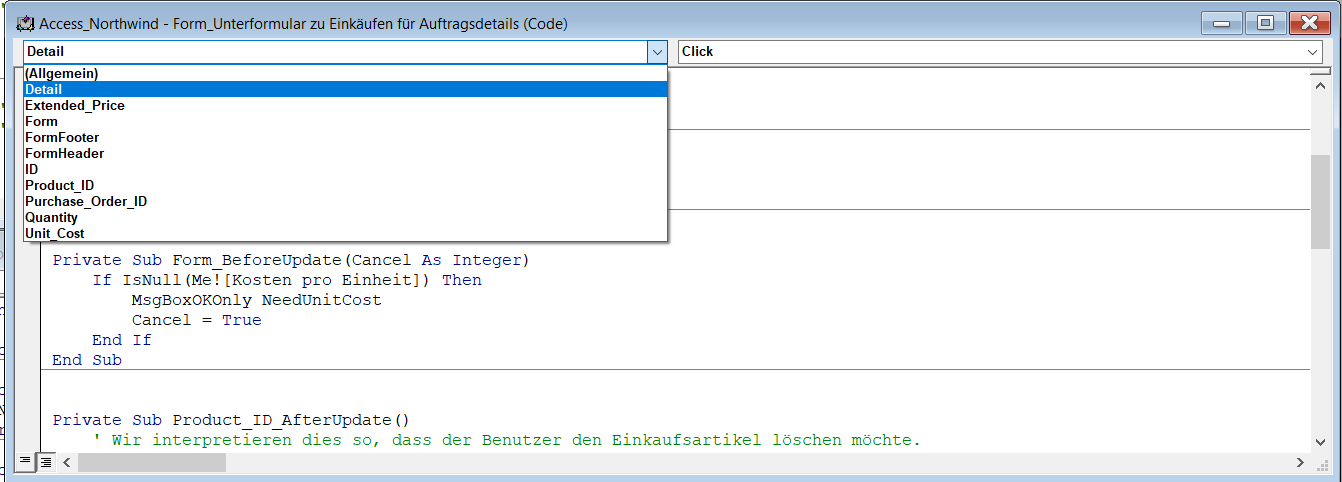 Access_Northwind - Form_Unterformular zu Einkäufen für Auftragsdetails (Code)
Detail
Click
(Allgemein)
Detail
Extended_Price
Form
FormFooter
FormHeader
ID
Product_ID
Purchase_Order_ID
Quantity
Unit_Cost
Private Sub Form_BeforeUpdate(Cancel As Integer)
If IsNull(Me![Kosten pro Einheit]) Then
MsgBoxOKOnly NeedUnitCost
Cancel = True
End If
End Sub
Private Sub Product_ID_AfterUpdate()
' Wir interpretieren dies so, dass der Benutzer den Einkaufsartikel löschen möchte.